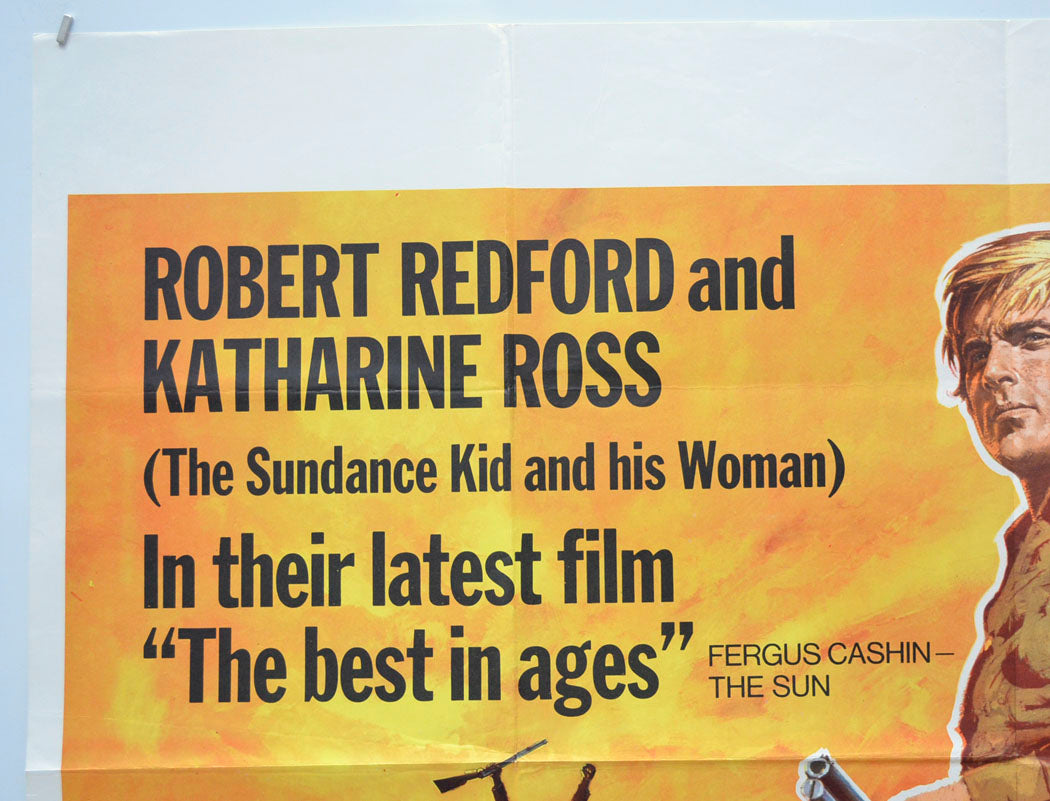 ROBERT REDFORD and
KATHARINE ROSS
(The Sundance Kid and his Woman)
In their latest film
“The best in ages” FERGUS CASHIN—
THE SUN